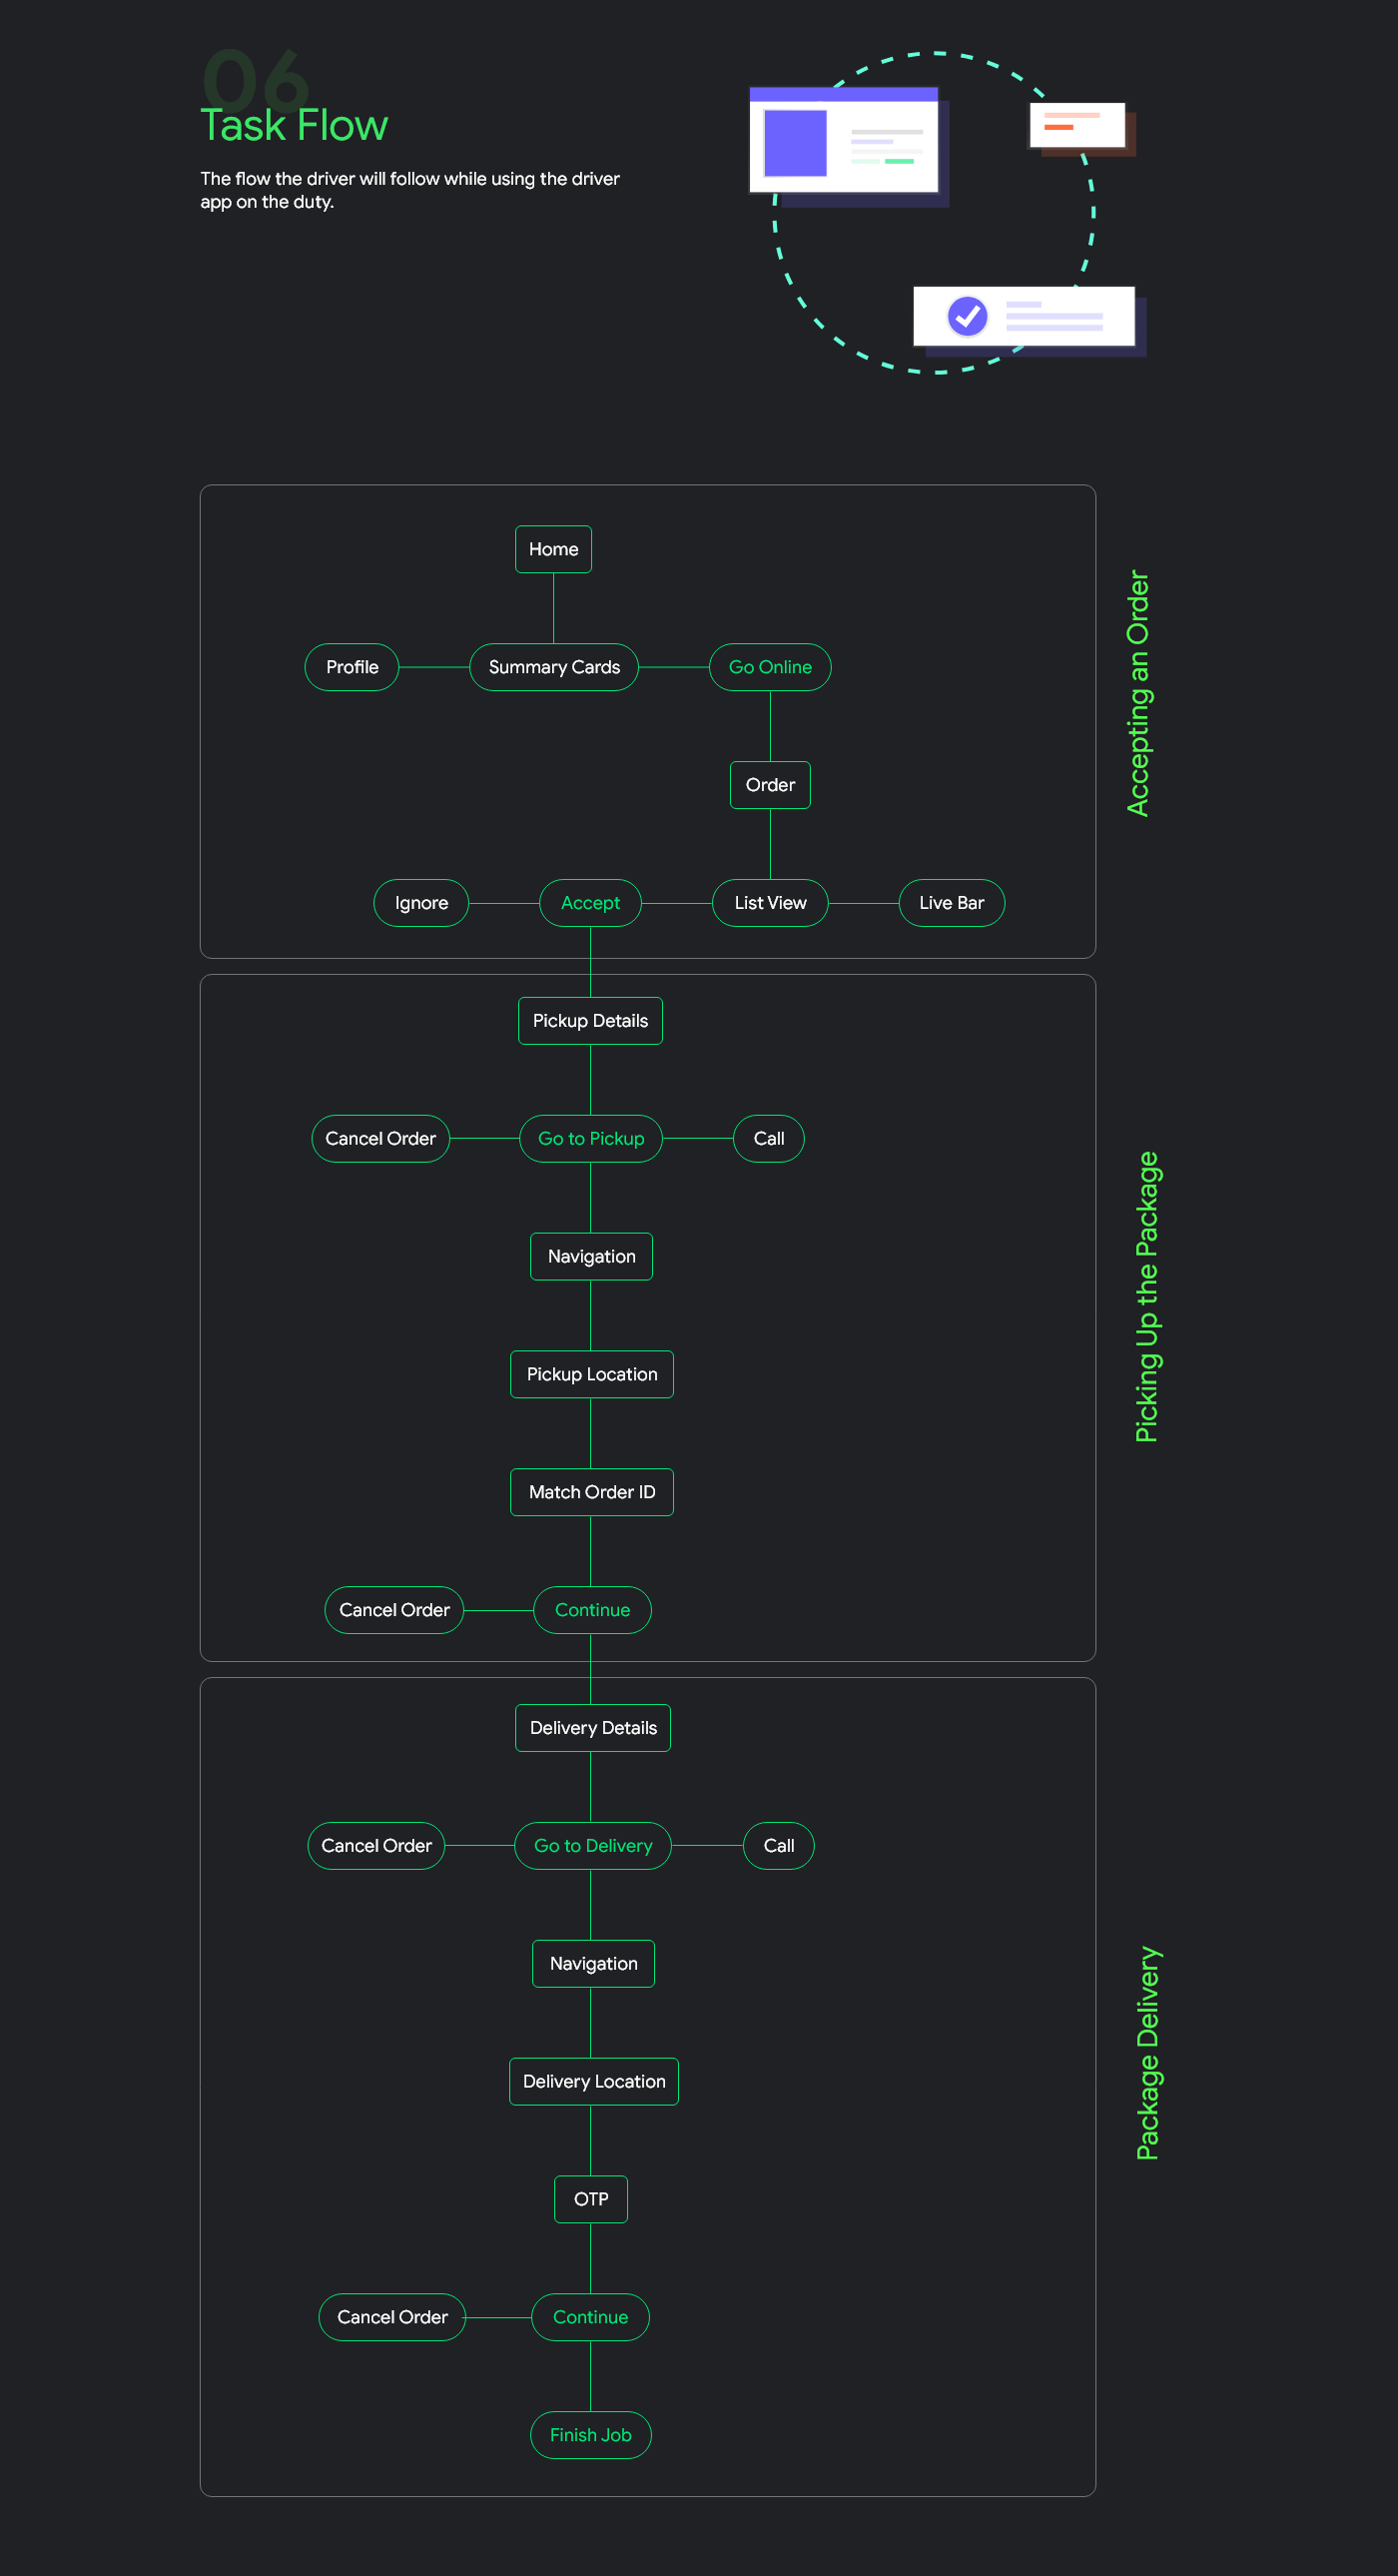 06
Task Flow
The flow the driver will follow while using the driver
app on the duty.
Accepting an Order
Home
Profile
Summary Cards
Go Online
Order
Ignore
Accept
List View
Live Bar
Picking Up the Package
Pickup Details
Cancel Order
Go to Pickup
Call
Navigation
Pickup Location
Match Order ID
Cancel Order
Continue
Package Delivery
Delivery Details
Cancel Order
Go to Delivery
Call
Navigation
Delivery Location
OTP
Cancel Order
Continue
Finish Job